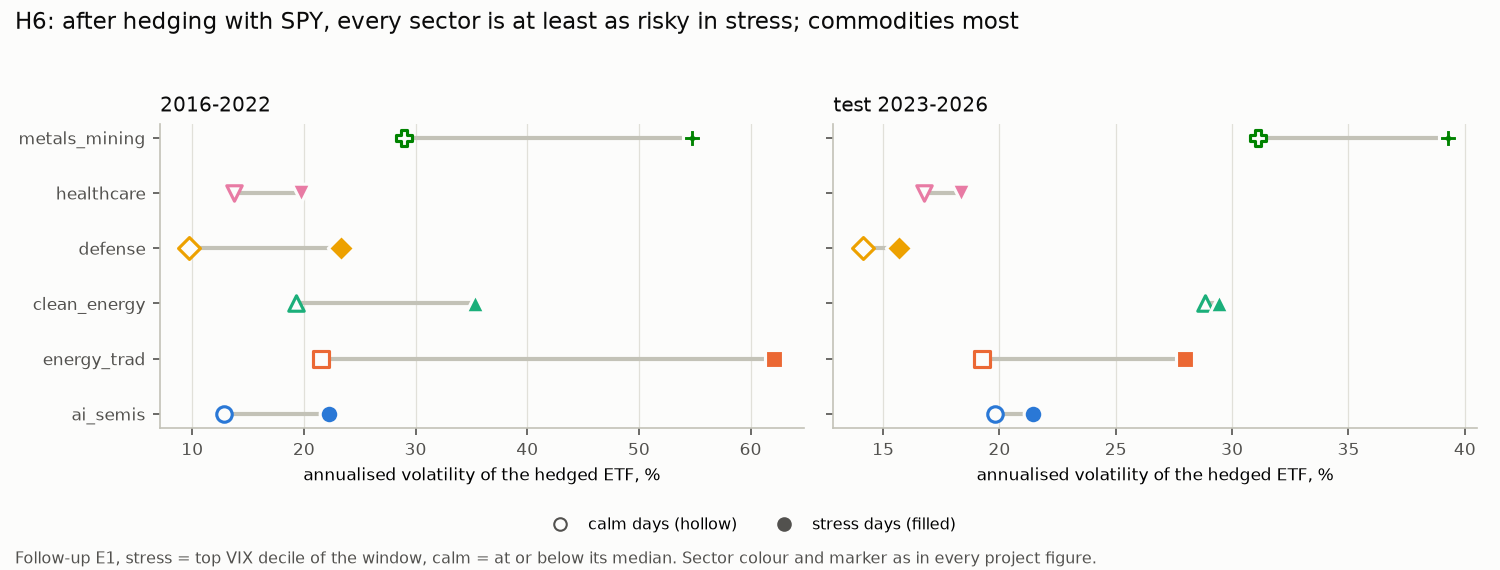 H6: after hedging with SPY, every sector is at least as risky in stress; commodities most
2016-2022
test 2023-2026
metals_mining
healthcare
defense
clean_energy
energy_trad
ai_semis
10 20 30 40 50 60
15 20 25 30 35 40
annualised volatility of the hedged ETF, %
annualised volatility of the hedged ETF, %
calm days (hollow)
stress days (filled)
Follow-up E1, stress = top VIX decile of the window, calm = at or below its median. Sector colour and marker as in every project figure.